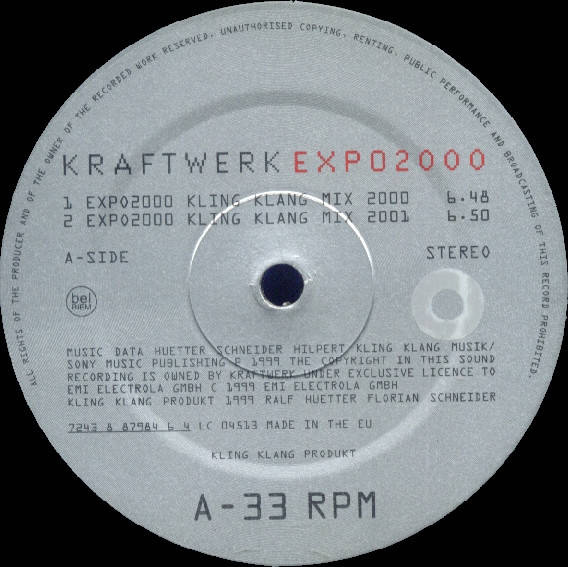 ALL RIGHTS OF THE PRODUCER AND OF THE OWNER OF THE RECORDED WORK RESERVED. UNAUTHORISED COPYING, RENTING, PUBLIC PERFORMANCE AND BROADCASTING OF THIS RECORD PROHIBITED.
KRAFTWERK EXPO2000
1 EXPO2000 KLING KLANG MIX 2000 6.48
2 EXPO2000 KLING KLANG MIX 2001 6.50
A-SIDE STEREO
bel
BIEM
MUSIC DATA HUETTER SCHNEIDER HILPERT KLING KLANG MUSIK/
SONY MUSIC PUBLISHING P 1999 THE COPYRIGHT IN THIS SOUND
RECORDING IS OWNED BY KRAFTWERK UNDER EXCLUSIVE LICENCE TO
EMI ELECTROLA GMBH C 1999 EMI ELECTROLA GMBH
KLING KLANG PRODUKT 1999 RALF HUETTER FLORIAN SCHNEIDER
7243 8 87984 6 4 LC 04513 MADE IN THE EU
KLING KLANG PRODUKT
A-33 RPM